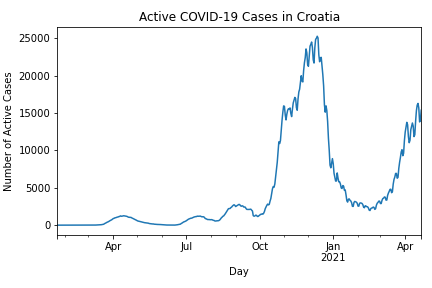 Active COVID-19 Cases in Croatia
Number of Active Cases
25000
20000
15000
10000
5000
0
Apr
Jul
Oct
Jan
2021
Apr
Day